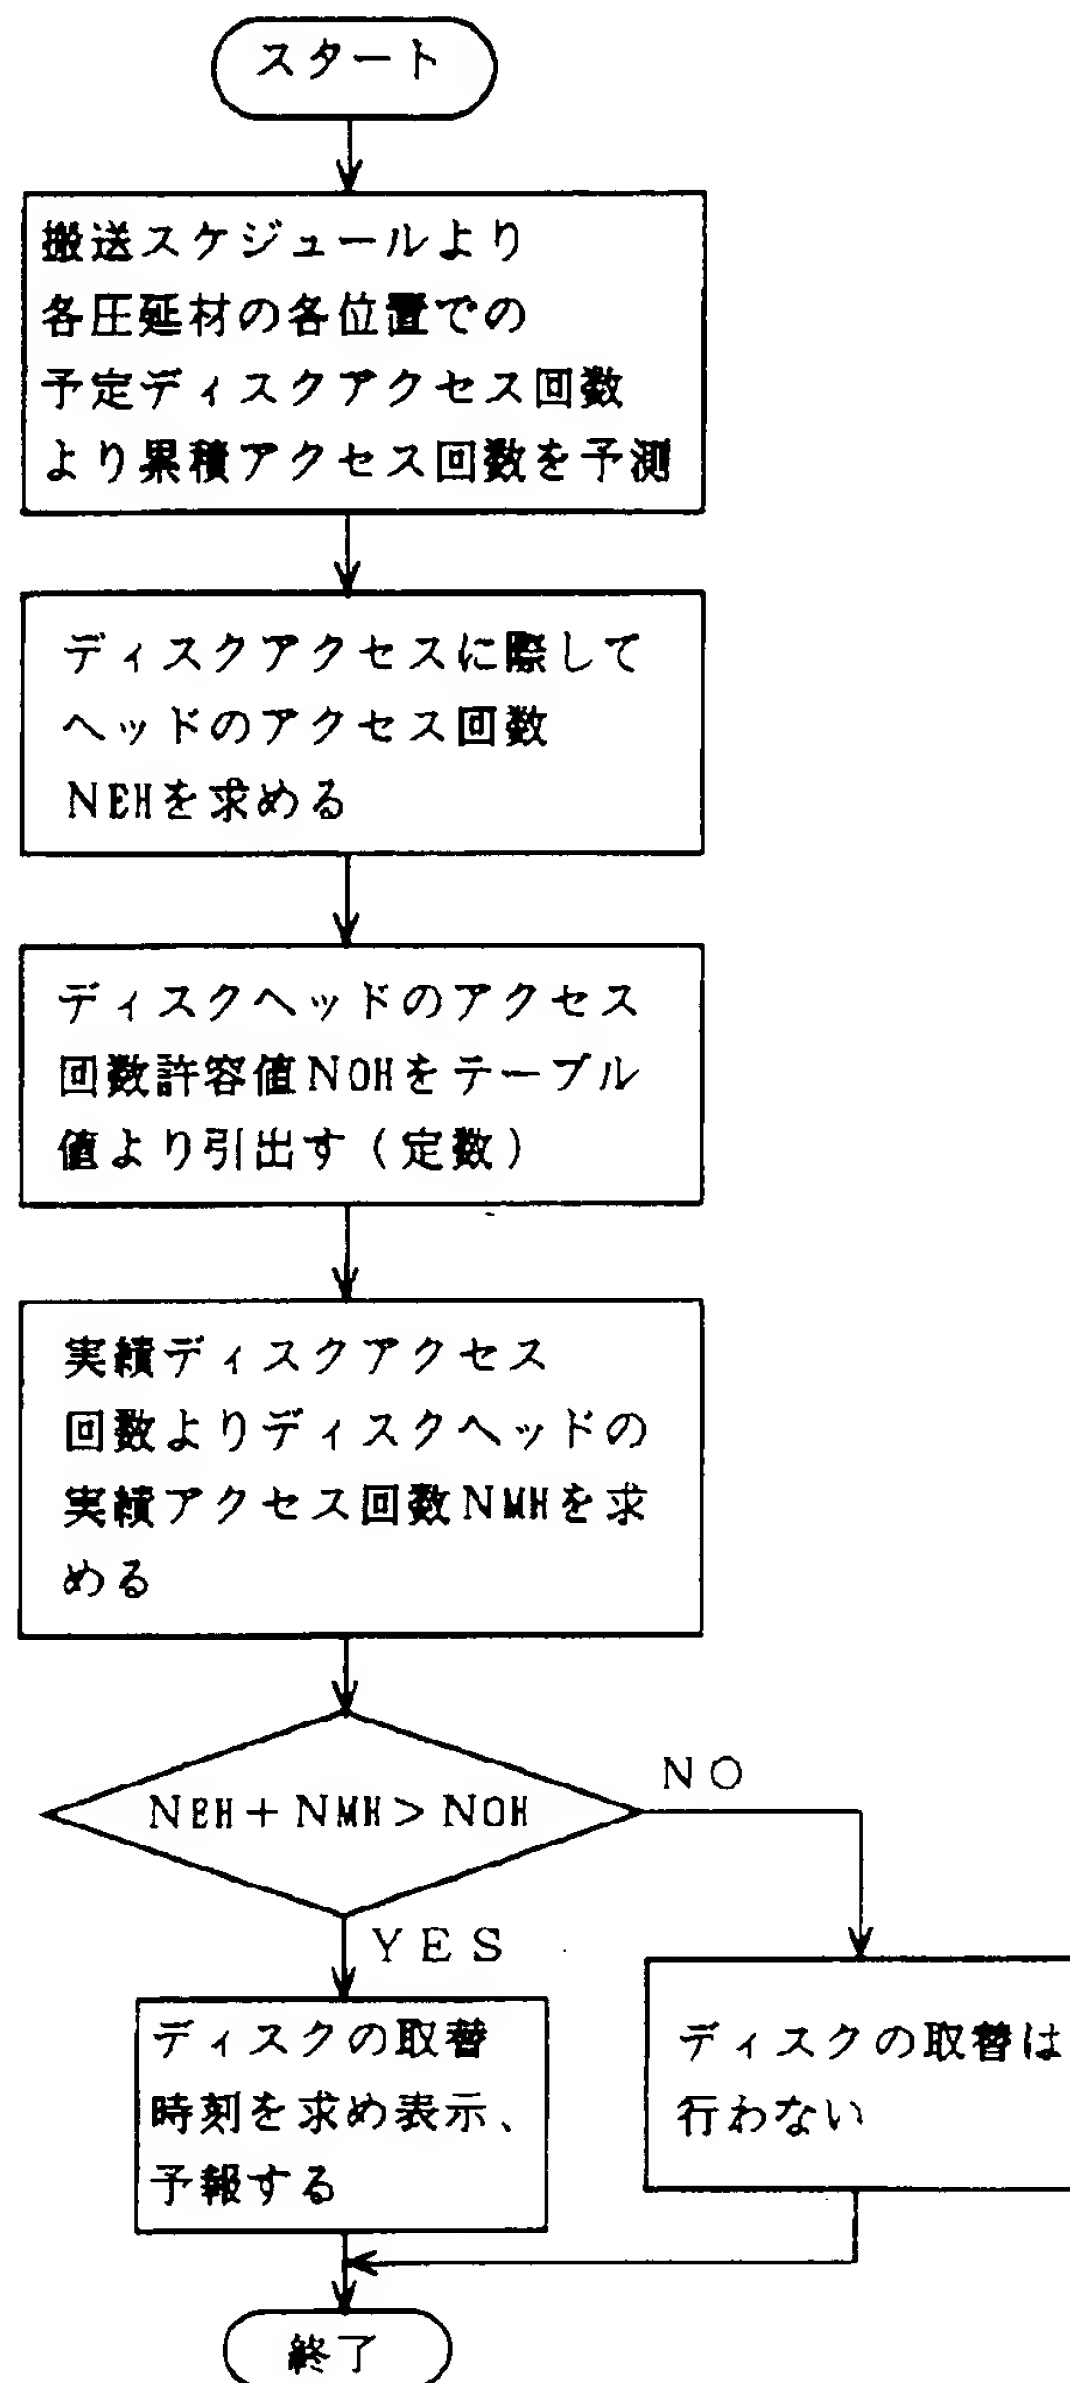 スタート
搬送スケジュールより
各圧延材の各位置での
予定ディスクアクセス回数
より累積アクセス回数を予測
ディスクアクセスに際して
ヘッドのアクセス回数
NEHを求める
ディスクヘッドのアクセス
回数許容値NOHをテーブル
値より引出す（定数）
実績ディスクアクセス
回数よりディスクヘッドの
実績アクセス回数NMHを求
める
NEH＋NMH＞NOH
NO
YES
ディスクの取替
時刻を求め表示、
予報する
ディスクの取替は
行わない
終了